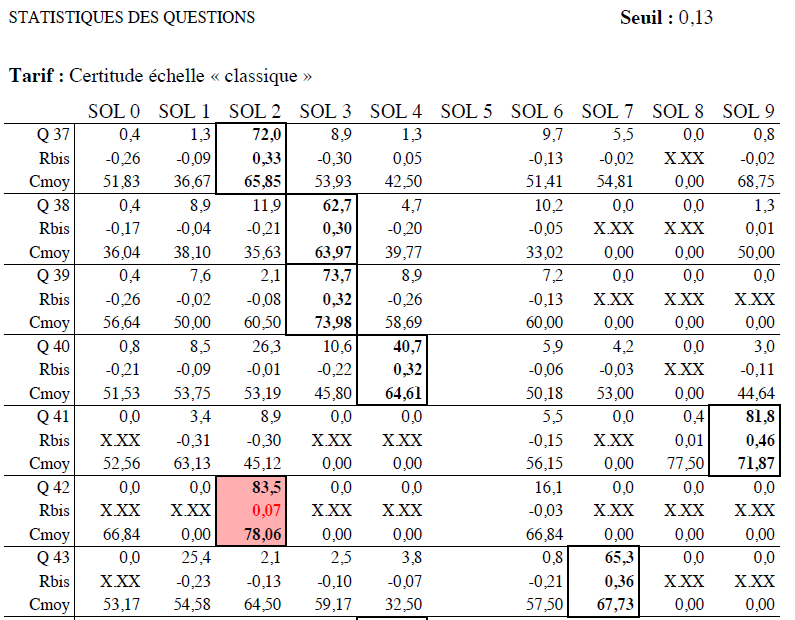 STATISTIQUES DES QUESTIONS Seuil : 0,13
Tarif : Certitude échelle « classique »
SOL 0 SOL 1 SOL 2 SOL 3 SOL 4 SOL 5 SOL 6 SOL 7 SOL 8 SOL 9
Q 37 0,4 1,3 72,0 8,9 1,3 9,7 5,5 0,0 0,8
Rbis -0,26 -0,09 0,33 -0,30 0,05 -0,13 -0,02 X.XX -0,02
Cmoy 51,83 36,67 65,85 53,93 42,50 51,41 54,81 0,00 68,75
Q 38 0,4 8,9 11,9 62,7 4,7 10,2 0,0 0,0 1,3
Rbis -0,17 -0,04 -0,21 0,30 -0,20 -0,05 X.XX X.XX 0,01
Cmoy 36,04 38,10 35,63 63,97 39,77 33,02 0,00 0,00 50,00
Q 39 0,4 7,6 2,1 73,7 8,9 7,2 0,0 0,0 0,0
Rbis -0,26 -0,02 -0,08 0,32 -0,26 -0,13 X.XX X.XX X.XX
Cmoy 56,64 50,00 60,50 73,98 58,69 60,00 0,00 0,00 0,00
Q 40 0,8 8,5 26,3 10,6 40,7 5,9 4,2 0,0 3,0
Rbis -0,21 -0,09 -0,01 -0,22 0,32 -0,06 -0,03 X.XX -0,11
Cmoy 51,53 53,75 53,19 45,80 64,61 50,18 53,00 0,00 44,64
Q 41 0,0 3,4 8,9 0,0 0,0 5,5 0,0 0,4 81,8
Rbis X.XX -0,31 -0,30 X.XX X.XX -0,15 X.XX 0,01 0,46
Cmoy 52,56 63,13 45,12 0,00 0,00 56,15 0,00 77,50 71,87
Q 42 0,0 0,0 83,5 0,0 0,0 16,1 0,0 0,0 0,0
Rbis X.XX X.XX 0,07 X.XX X.XX -0,03 X.XX X.XX X.XX
Cmoy 66,84 0,00 78,06 0,00 0,00 66,84 0,00 0,00 0,00
Q 43 0,0 25,4 2,1 2,5 3,8 0,8 65,3 0,0 0,0
Rbis X.XX -0,23 -0,13 -0,10 -0,07 -0,21 0,36 X.XX X.XX
Cmoy 53,17 54,58 64,50 59,17 32,50 57,50 67,73 0,00 0,00